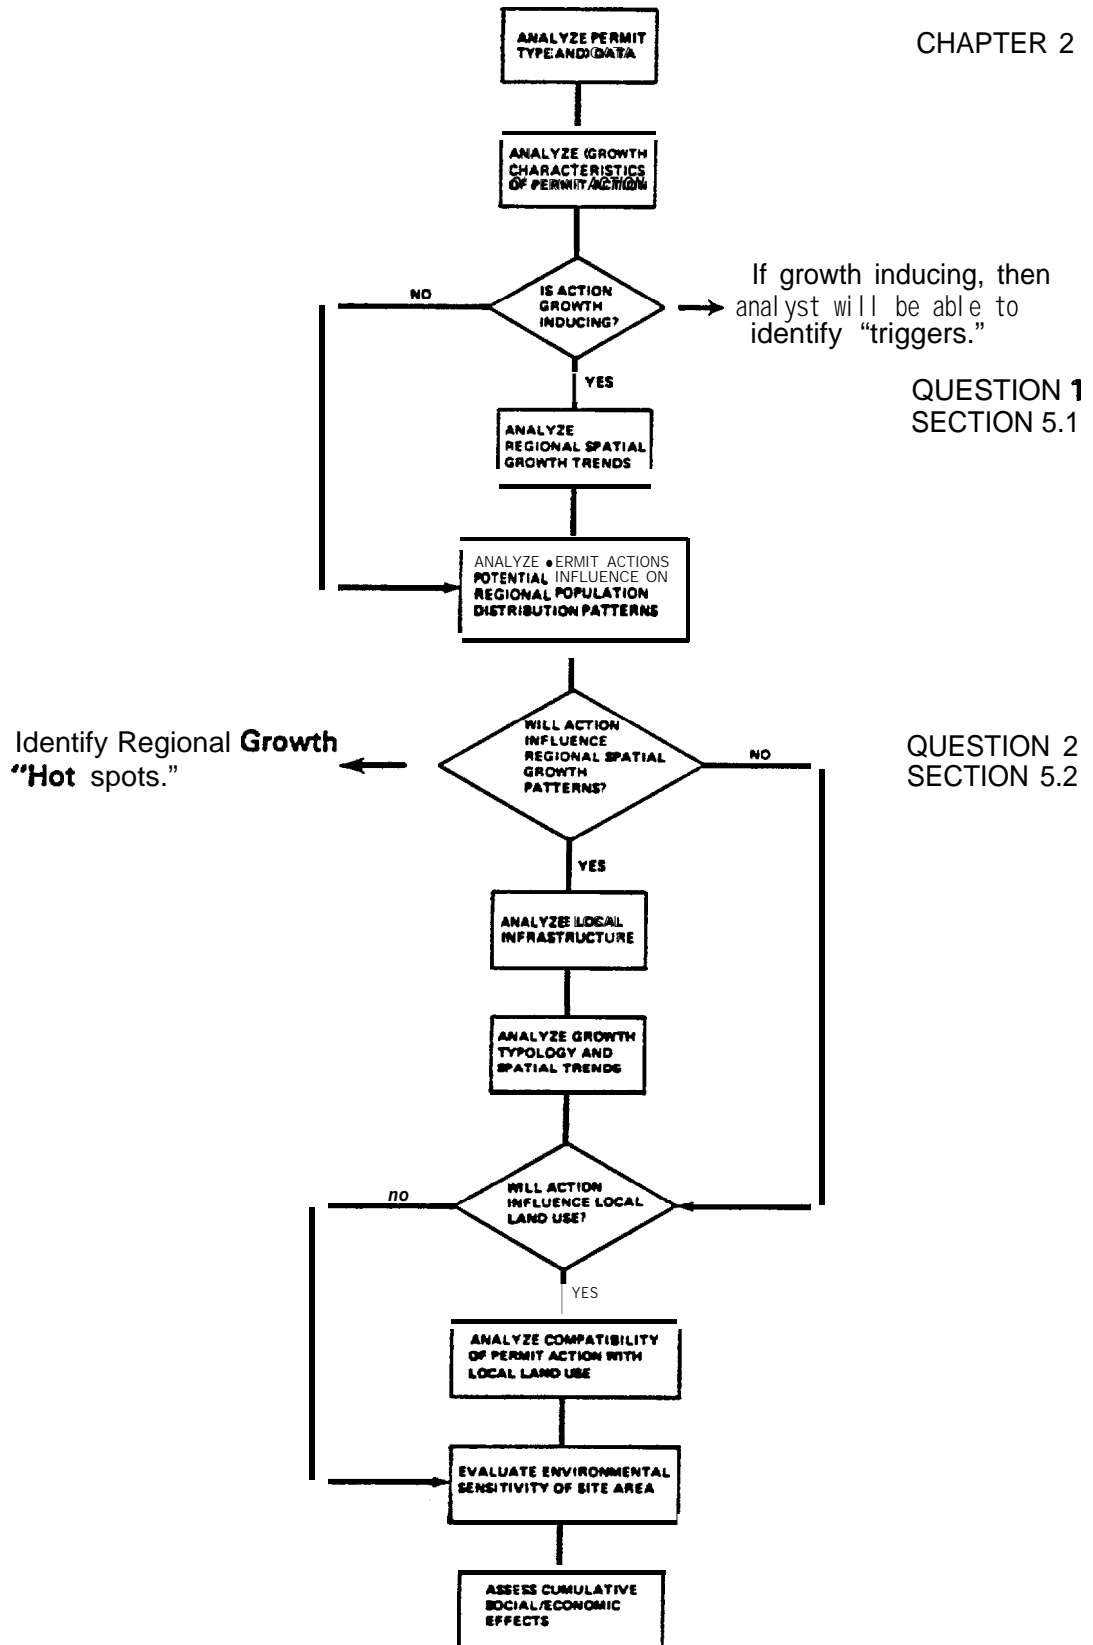 ANALYZE PERMIT
TYPE AND DATA
CHAPTER 2
ANALYZE GROWTH
CHARACTERISTICS
OF PERMIT ACTION
NO
IS ACTION
GROWTH
INDUCING?
If growth inducing, then
analyst will be able to
identify “triggers.”
YES
QUESTION 1
SECTION 5.1
ANALYZE
REGIONAL SPATIAL
GROWTH TRENDS
ANALYZE •ERMIT ACTIONS
POTENTIAL INFLUENCE ON
REGIONAL POPULATION
DISTRIBUTION PATTERNS
Identify Regional Growth
“Hot spots.”
WILL ACTION
INFLUENCE
REGIONAL SPATIAL
GROWTH
PATTERNS?
NO
QUESTION 2
SECTION 5.2
YES
ANALYZE LOCAL
INFRASTRUCTURE
ANALYZE GROWTH
TYPOLOGY AND
SPATIAL TRENDS
no
WILL ACTION
INFLUENCE LOCAL
LAND USE?
YES
ANALYZE COMPATIBILITY
OF PERMIT ACTION WITH
LOCAL LAND USE
EVALUATE ENVIRONMENTAL
SENSITIVITY OF SITE AREA
ASSESS CUMULATIVE
SOCIAL/ECONOMIC
EFFECTS